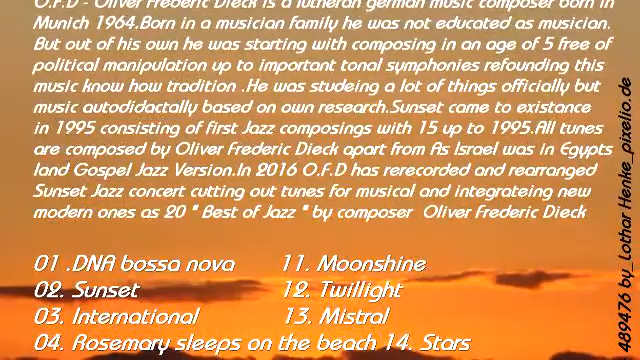 O.F.D - Oliver Frederic Dieck is a lutheran german music composer born in
Munich 1964.Born in a musician family he was not educated as musician.
But out of his own he was starting with composing in an age of 5 free of
political manipulation up to important tonal symphonies refounding this
music know how tradition .He was studeing a lot of things officially but
music autodidactally based on own research.Sunset came to existance
in 1995 consisting of first Jazz composings with 15 up to 1995.All tunes
are composed by Oliver Frederic Dieck apart from As Israel was in Egypts
land Gospel Jazz Version.In 2016 O.F.D has rerecorded and rearranged
Sunset Jazz concert cutting out tunes for musical and integrateing new
modern ones as 20 " Best of Jazz " by composer Oliver Frederic Dieck
01 .DNA bossa nova 11. Moonshine
02. Sunset 12. Twillight
03. International 13. Mistral
04. Rosemary sleeps on the beach 14. Stars
489476 by_Lothar Henke_pixelio.de